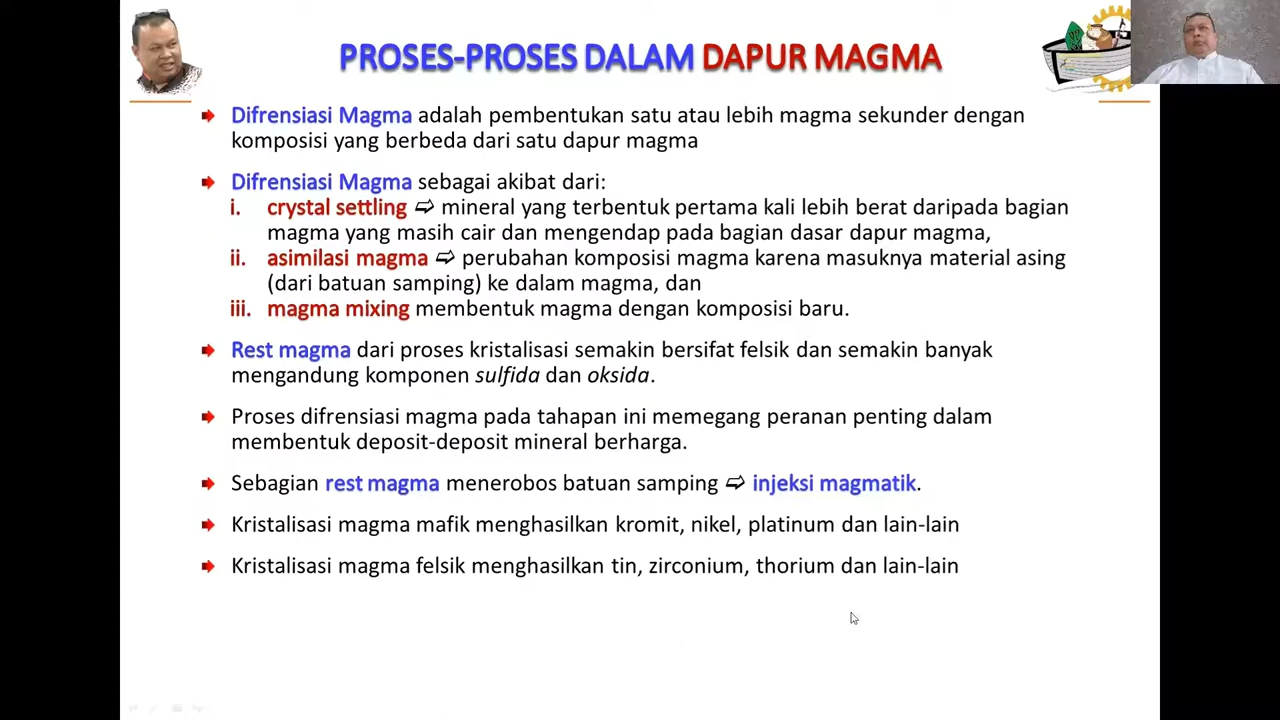 PROSES-PROSES DALAM DAPUR MAGMA
Difrensiasi Magma adalah pembentukan satu atau lebih magma sekunder dengan
komposisi yang berbeda dari satu dapur magma
Difrensiasi Magma sebagai akibat dari:
i. crystal settling ➯ mineral yang terbentuk pertama kali lebih berat daripada bagian
magma yang masih cair dan mengendap pada bagian dasar dapur magma,
ii. asimilasi magma ➯ perubahan komposisi magma karena masuknya material asing
(dari batuan samping) ke dalam magma, dan
iii. magma mixing membentuk magma dengan komposisi baru.
Rest magma dari proses kristalisasi semakin bersifat felsik dan semakin banyak
mengandung komponen sulfida dan oksida.
Proses difrensiasi magma pada tahapan ini memegang peranan penting dalam
membentuk deposit-deposit mineral berharga.
Sebagian rest magma menerobos batuan samping ➯ injeksi magmatik.
Kristalisasi magma mafik menghasilkan kromit, nikel, platinum dan lain-lain
Kristalisasi magma felsik menghasilkan tin, zirconium, thorium dan lain-lain